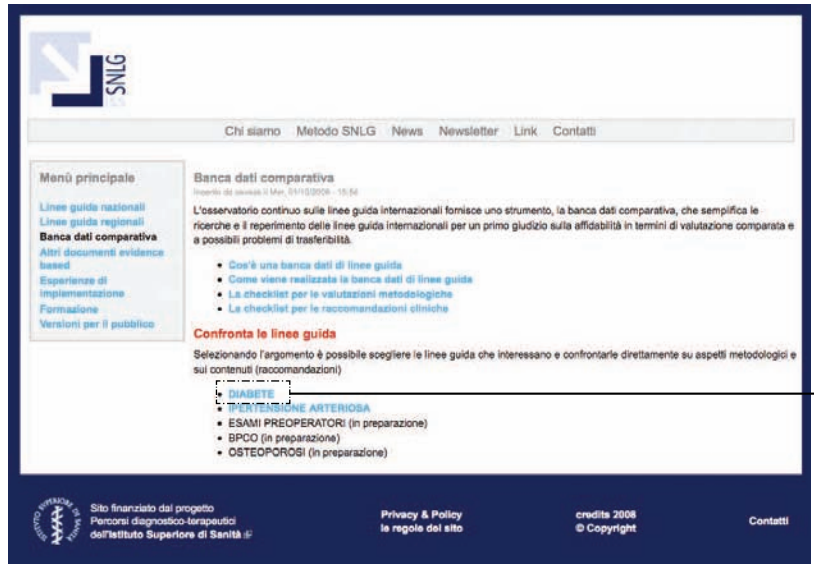 SNLG
ISS
Chi siamo Metodo SNLG News Newsletter Link Contatti
Menù principale
Linee guida nazionali
Linee guida regionali
Banca dati comparativa
Altri documenti evidence
based
Esperienze di
implementazione
Formazione
Versioni per il pubblico
Banca dati comparativa
L'osservatorio continuo sulle linee guida internazionali fornisce uno strumento, la banca dati comparativa, che semplifica le
ricerche e il reperimento delle linee guida internazionali per un primo giudizio sulla affidabilità in termini di valutazione comparata e
a possibili problemi di trasferibilità.
• Cos'è una banca dati di linee guida
• Come viene realizzata la banca dati di linee guida
• La checklist per le valutazioni metodologiche
• La checklist per le raccomandazioni cliniche
Confronta le linee guida
Selezionando l'argomento è possibile scegliere le linee guida che interessano e confrontarle direttamente su aspetti metodologici e
sui contenuti (raccomandazioni)
• DIABETE
• IPERTENSIONE ARTERIOSA
• ESAMI PREOPERATORI (in preparazione)
• BPCO (in preparazione)
• OSTEOPOROSI (in preparazione)
ISTITUTO SUPERIORE DI SANITÀ
Sito finanziato dal progetto
Percorsi diagnostico-terapeutici
dell'Istituto Superiore di Sanità
Privacy & Policy
le regole del sito
credits 2008
© Copyright
Contatti